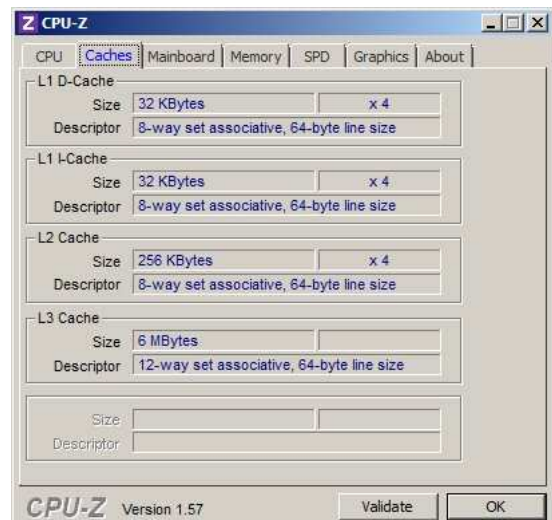 Z CPU-Z
CPU Caches Mainboard Memory SPD Graphics About
L1 D-Cache
Size 32 KBytes x 4
Descriptor 8-way set associative, 64-byte line size
L1 I-Cache
Size 32 KBytes x 4
Descriptor 8-way set associative, 64-byte line size
L2 Cache
Size 256 KBytes x 4
Descriptor 8-way set associative, 64-byte line size
L3 Cache
Size 6 MBytes
Descriptor 12-way set associative, 64-byte line size
Size
Descriptor
CPU-Z Version 1.57 Validate OK